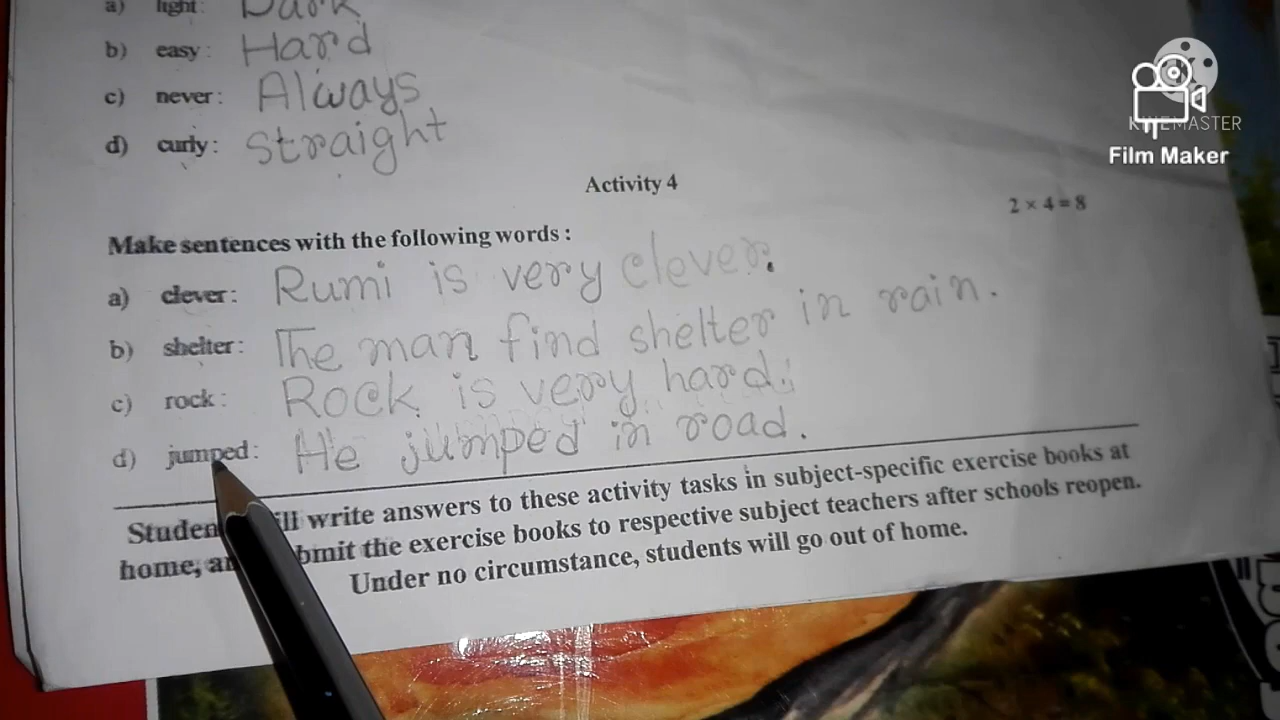 a) light: Dark
b) easy: Hard
c) never: Always
d) curly: Straight
KINEMASTER
Film Maker
Activity 4
2 × 4 = 8
Make sentences with the following words :
a) clever: Rumi is very clever.
b) shelter: The man find shelter in rain.
c) rock: Rock is very hard.
d) jumped: He jumped in road.
write answers to these activity tasks in subject-specific exercise books at
home, the exercise books to respective subject teachers after schools reopen.
Under no circumstance, students will go out of home.